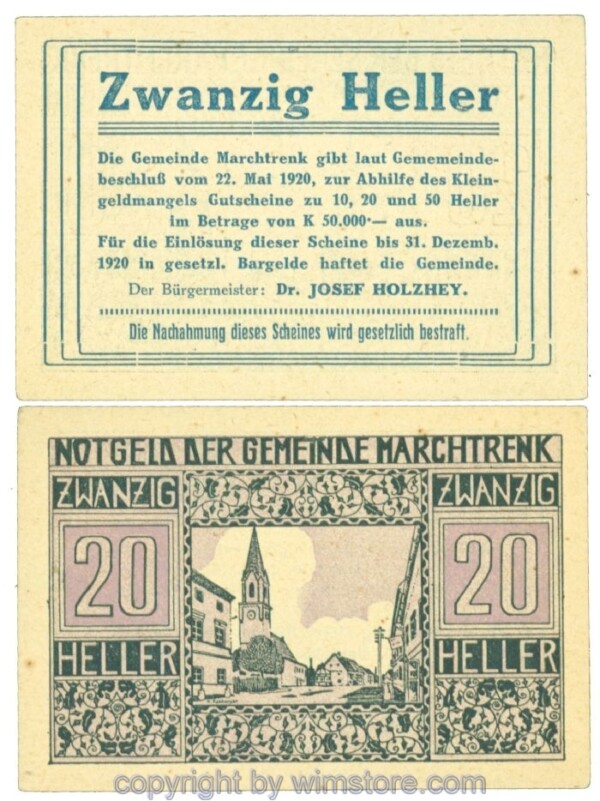 Zwanzig Heller
Die Gemeinde Marchtrenk gibt laut Gememeinde-
beschluß vom 22. Mai 1920, zur Abhilfe des Klein-
geldmangels Gutscheine zu 10, 20 und 50 Heller
im Betrage von K 50,000·— aus.
Für die Einlösung dieser Scheine bis 31. Dezemb.
1920 in gesetzl. Bargelde haftet die Gemeinde.
Der Bürgermeister: Dr. JOSEF HOLZHEY.
Die Nachahmung dieses Scheines wird gesetzlich bestraft.
NOTGELD DER GEMEINDE MARCHTRENK
ZWANZIG ZWANZIG
20 20
HELLER HELLER
copyright by wimstore.com